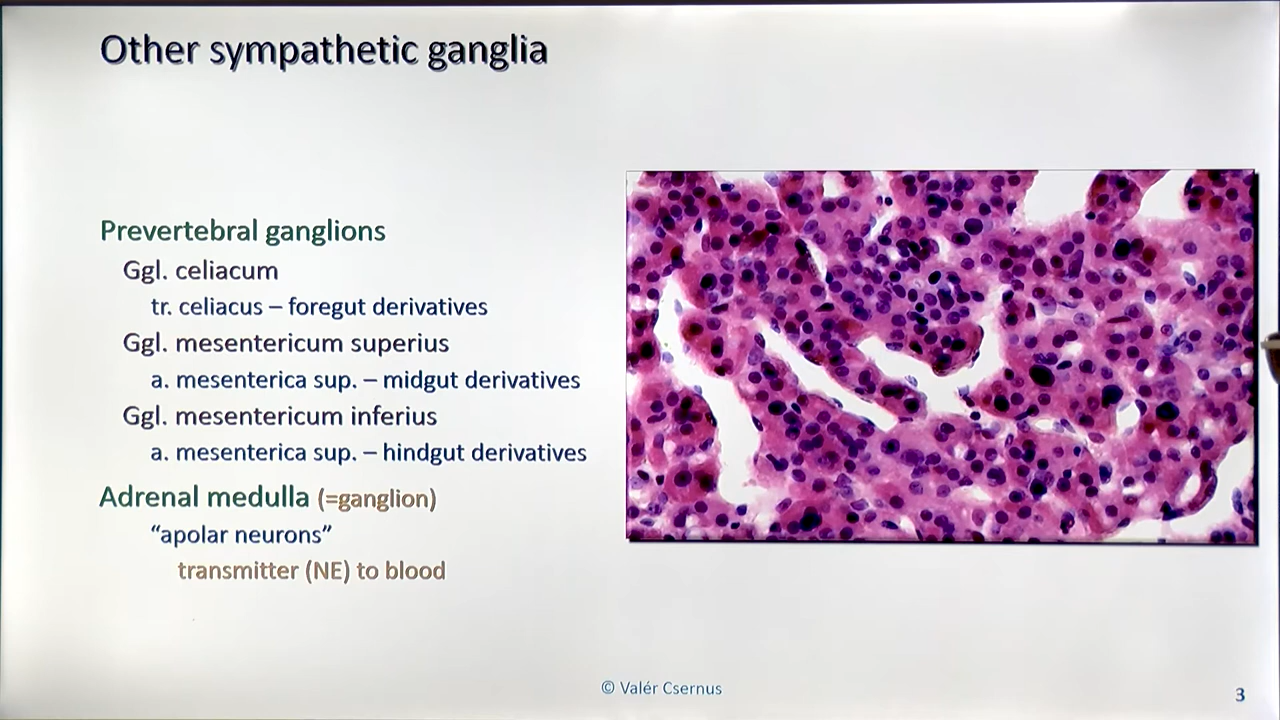 Other sympathetic ganglia
Prevertebral ganglions
Ggl. celiacum
tr. celiacus – foregut derivatives
Ggl. mesentericum superius
a. mesenterica sup. – midgut derivatives
Ggl. mesentericum inferius
a. mesenterica sup. – hindgut derivatives
Adrenal medulla (=ganglion)
“apolar neurons”
transmitter (NE) to blood
© Valér Csernus
3